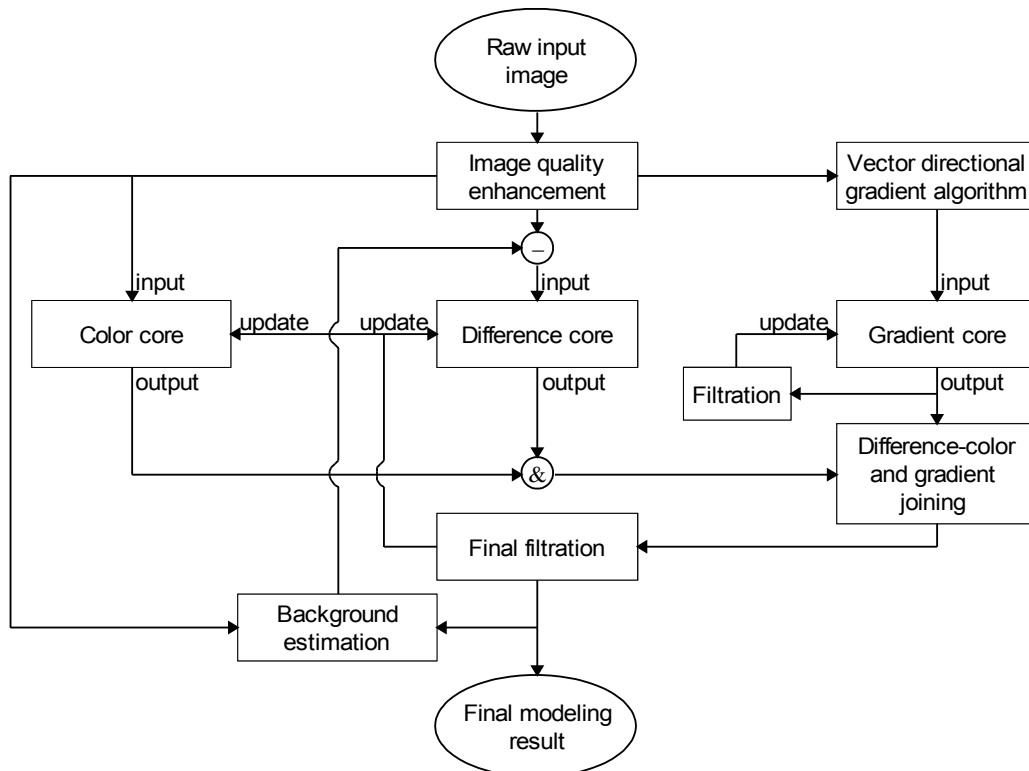 Raw input
image
Image quality
enhancement
Vector directional
gradient algorithm
–
input
input
input
Color core
update
update
Difference core
update
Gradient core
output
output
output
Filtration
&
Difference-color
and gradient
joining
Final filtration
Background
estimation
Final modeling
result